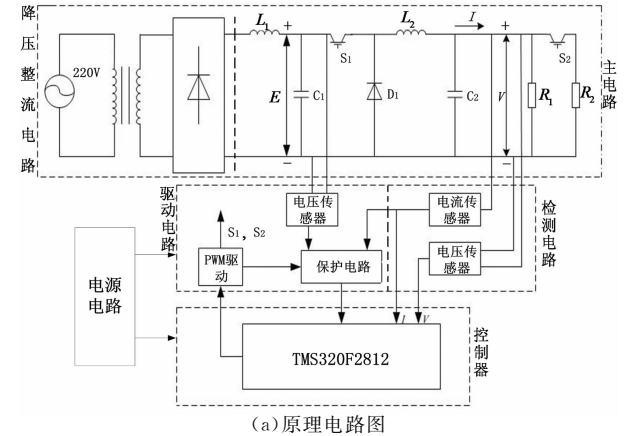 降压整流电路
220V
L1
+
E
−
C1
S1
D1
L2
I
C2
+
V
−
R1
S2
R2
主电路
驱动电路
S1, S2
PWM驱
动
电压传
感器
保护电路
电流传
感器
电压传
感器
检测电路
电源
电路
I
V
TMS320F2812
控制器
(a)原理电路图